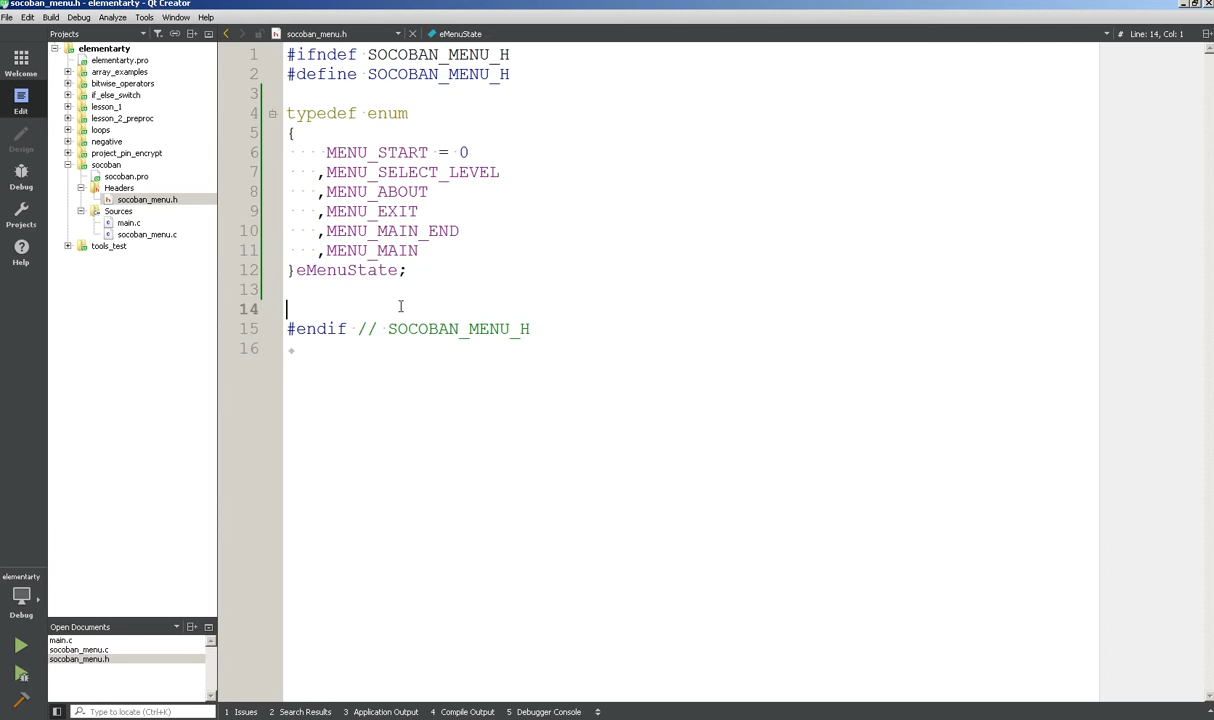 socoban_menu.h - elementarty - Qt Creator
File Edit Build Debug Analyze Tools Window Help
Projects
socoban_menu.h
eMenuState
# Line: 14, Col: 1
Welcome
Edit
Design
Debug
Projects
Help
elementarty
Debug
elementarty
elementarty.pro
array_examples
bitwise_operators
if_else_switch
lesson_1
lesson_2_preproc
loops
negative
project_pin_encrypt
socoban
socoban.pro
Headers
socoban_menu.h
Sources
main.c
socoban_menu.c
tools_test
Open Documents
main.c
socoban_menu.c
socoban_menu.h
1 #ifndef SOCOBAN_MENU_H
2 #define SOCOBAN_MENU_H
3
4 typedef enum
5 {
6 MENU_START = 0
7 ,MENU_SELECT_LEVEL
8 ,MENU_ABOUT
9 ,MENU_EXIT
10 ,MENU_MAIN_END
11 ,MENU_MAIN
12 }eMenuState;
13
14
15 #endif // SOCOBAN_MENU_H
16
Type to locate (Ctrl+K)
1 Issues 2 Search Results 3 Application Output 4 Compile Output 5 Debugger Console